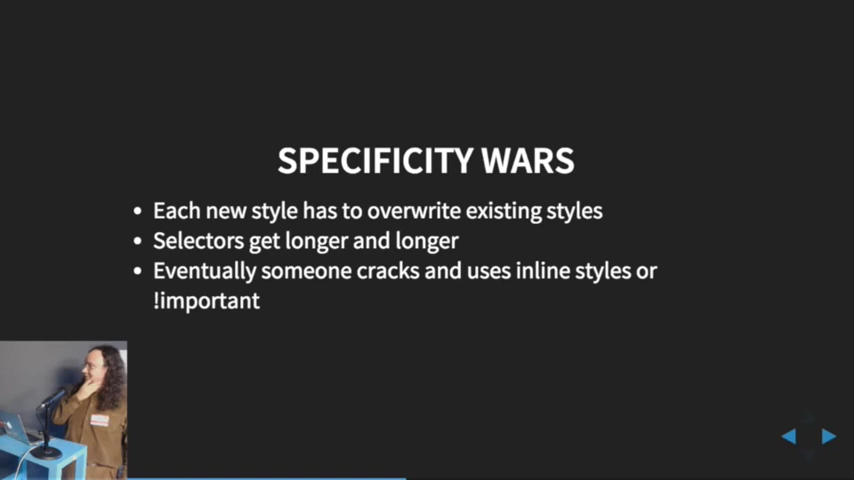 SPECIFICITY WARS
Each new style has to overwrite existing styles
Selectors get longer and longer
Eventually someone cracks and uses inline styles or
!important